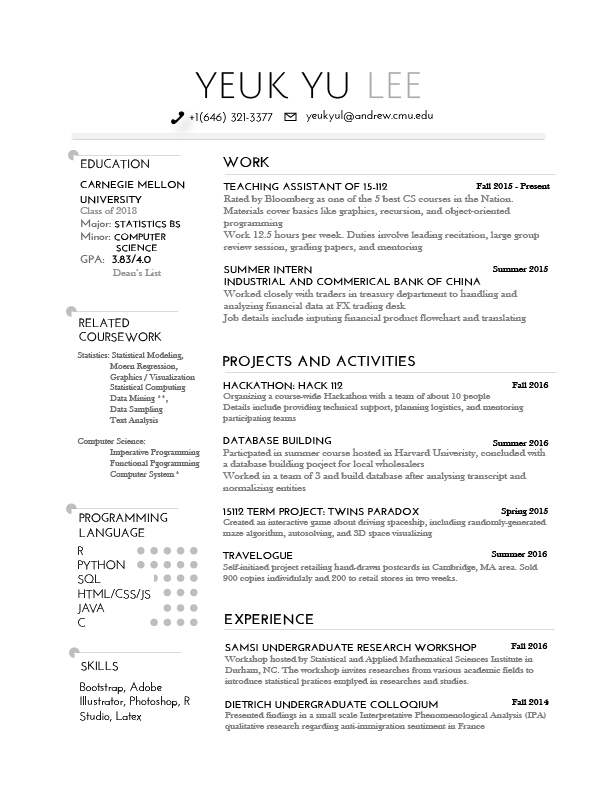 YEUK YU LEE
+1(646) 321-3377 yeukyul@andrew.cmu.edu
EDUCATION
CARNEGIE MELLON
UNIVERSITY
Class of 2018
Major: STATISTICS BS
Minor: COMPUTER
SCIENCE
GPA: 3.83/4.0
Dean's List
RELATED
COURSEWORK
Statistics: Statistical Modeling,
Moern Regression,
Graphics / Visualization
Statistical Computing
Data Mining **,
Data Sampling
Text Analysis
Computer Science:
Imperative Programming
Functional Pgogramming
Computer System *
PROGRAMMING
LANGUAGE
R
PYTHON
SQL
HTML/CSS/JS
JAVA
C
SKILLS
Bootstrap, Adobe
Illustrator, Photoshop, R
Studio, Latex
WORK
TEACHING ASSISTANT OF 15-112 Fall 2015 - Present
Rated by Bloomberg as one of the 5 best CS courses in the Nation.
Materials cover basics like graphics, recursion, and object-oriented
programming
Work 12.5 hours per week. Duties involve leading recitation, large group
review session, grading papers, and mentoring
SUMMER INTERN Summer 2015
INDUSTRIAL AND COMMERICAL BANK OF CHINA
Worked closely with traders in treasury department to handling and
analyzing financial data at FX trading desk
Job details include inputing financial product flowchart and translating
PROJECTS AND ACTIVITIES
HACKATHON: HACK 112 Fall 2016
Organizing a course-wide Hackathon with a team of about 10 people
Details include providing technical support, planning logistics, and mentoring
participating teams
DATABASE BUILDING Summer 2016
Particpated in summer course hosted in Harvard Univeristy, concluded with
a database building porject for local wholesalers
Worked in a team of 3 and build database after analysing transcript and
normalizing entities
15112 TERM PROJECT: TWINS PARADOX Spring 2015
Created an interactive game about driving spaceship, including randomly-generated
maze algorithm, autosolving, and 3D space visualizing
TRAVELOGUE Summer 2016
Self-initiaed project retailing hand-drawn postcards in Cambridge, MA area. Sold
900 copies individulaly and 200 to retail stores in two weeks.
EXPERIENCE
SAMSI UNDERGRADUATE RESEARCH WORKSHOP Fall 2016
Workshop hosted by Statistical and Applied Mathematical Sciences Institute in
Durham, NC. The workshop invites researches from various academic fields to
introduce statistical pratices emplyed in researches and studies.
DIETRICH UNDERGRADUATE COLLOQIUM Fall 2014
Presented findings in a small scale Interpretative Phenomenological Analysis (IPA)
qualitative research regarding anti-immigration sentiment in France